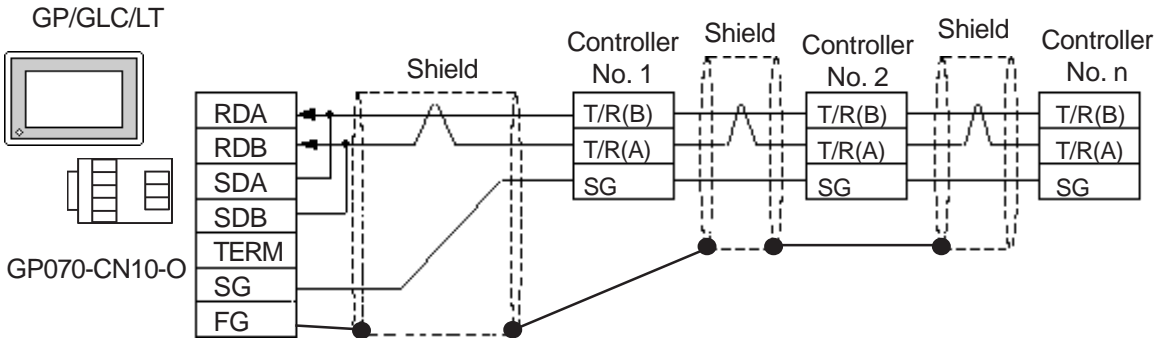 GP/GLC/LT
GP070-CN10-O
RDA
RDB
SDA
SDB
TERM
SG
FG
Shield
Controller
No. 1
T/R(B)
T/R(A)
SG
Shield
Controller
No. 2
T/R(B)
T/R(A)
SG
Shield
Controller
No. n
T/R(B)
T/R(A)
SG